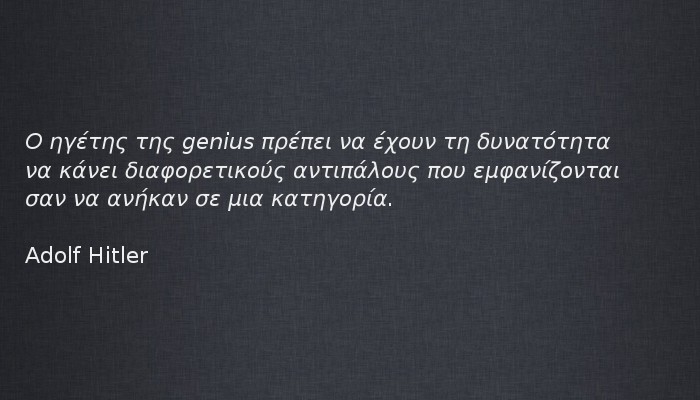 Ο ηγέτης της genius πρέπει να έχουν τη δυνατότητα
να κάνει διαφορετικούς αντιπάλους που εμφανίζονται
σαν να ανήκαν σε μια κατηγορία.
Adolf Hitler